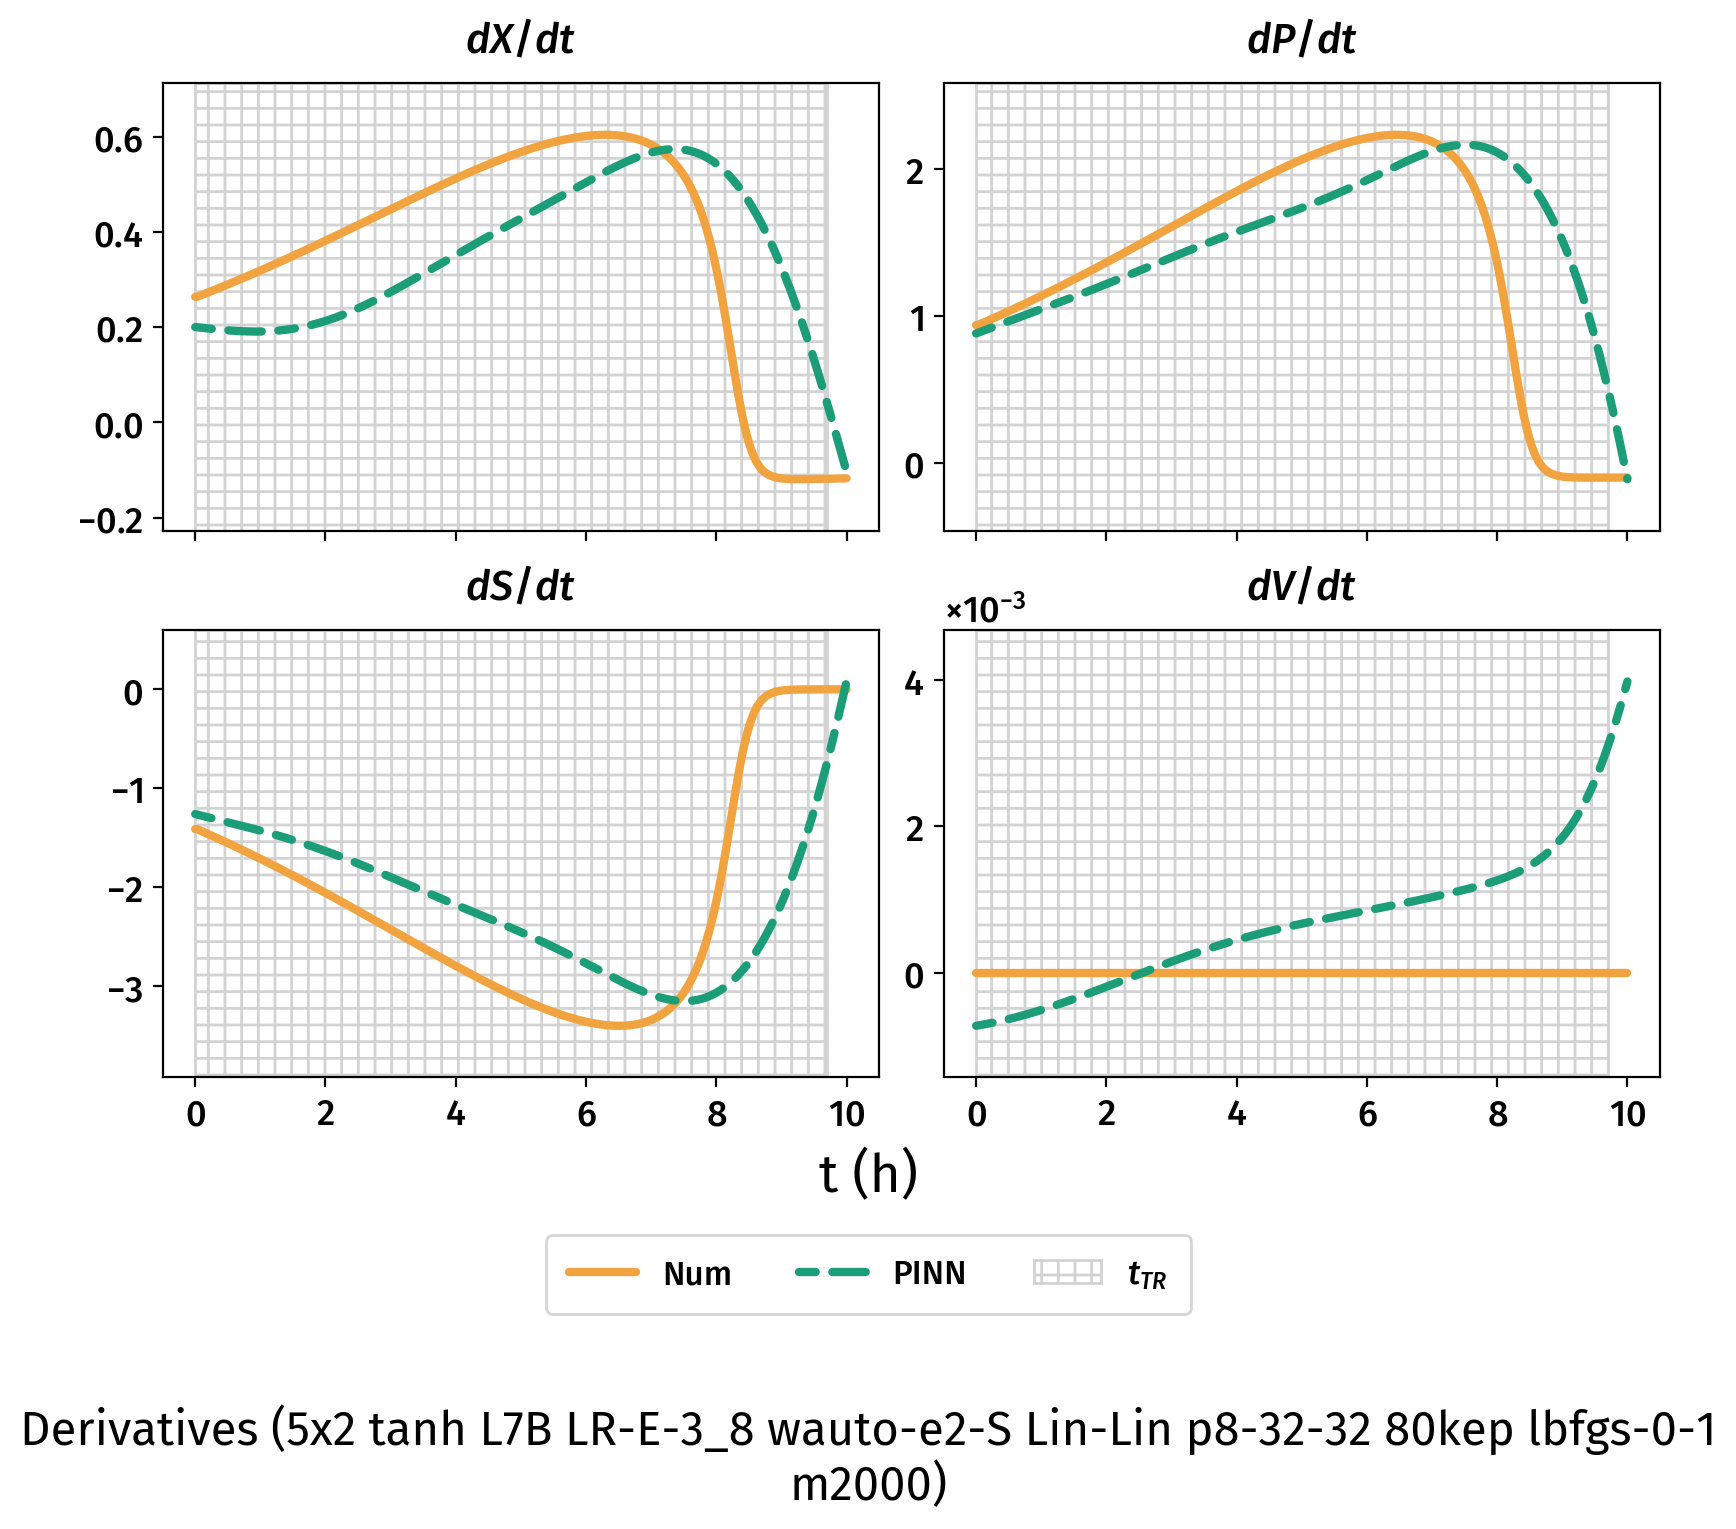 dX/dt
dP/dt
0.6
0.4
0.2
0.0
−0.2
2
1
0
dS/dt
dV/dt
×10⁻³
0
−1
−2
−3
4
2
0
0 2 4 6 8 10
0 2 4 6 8 10
t (h)
Num PINN t_TR
Derivatives (5x2 tanh L7B LR-E-3_8 wauto-e2-S Lin-Lin p8-32-32 80kep lbfgs-0-1
m2000)